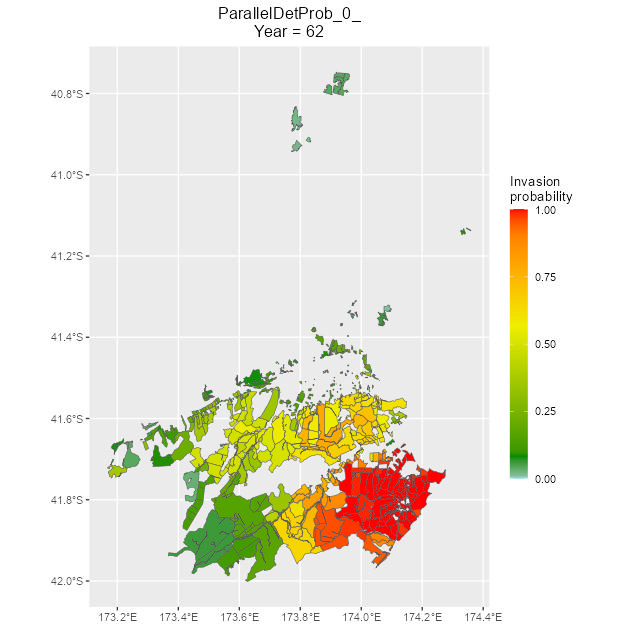 ParallelDetProb_0_
Year = 62
40.8°S
41.0°S
41.2°S
41.4°S
41.6°S
41.8°S
42.0°S
173.2°E 173.4°E 173.6°E 173.8°E 174.0°E 174.2°E 174.4°E
Invasion
probability
1.00
0.75
0.50
0.25
0.00